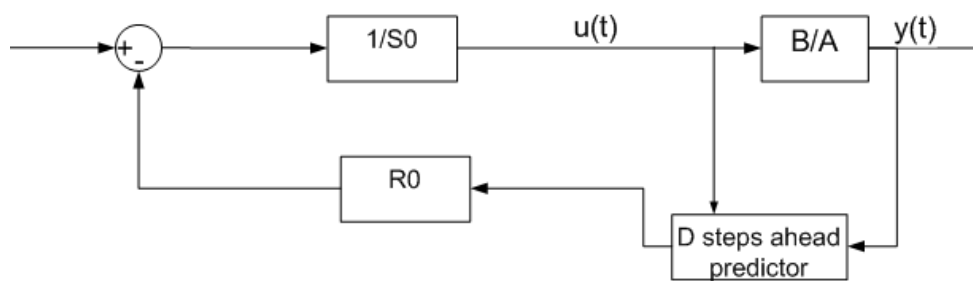 u(t)
y(t)
+
-
1/S0
B/A
R0
D steps ahead
predictor